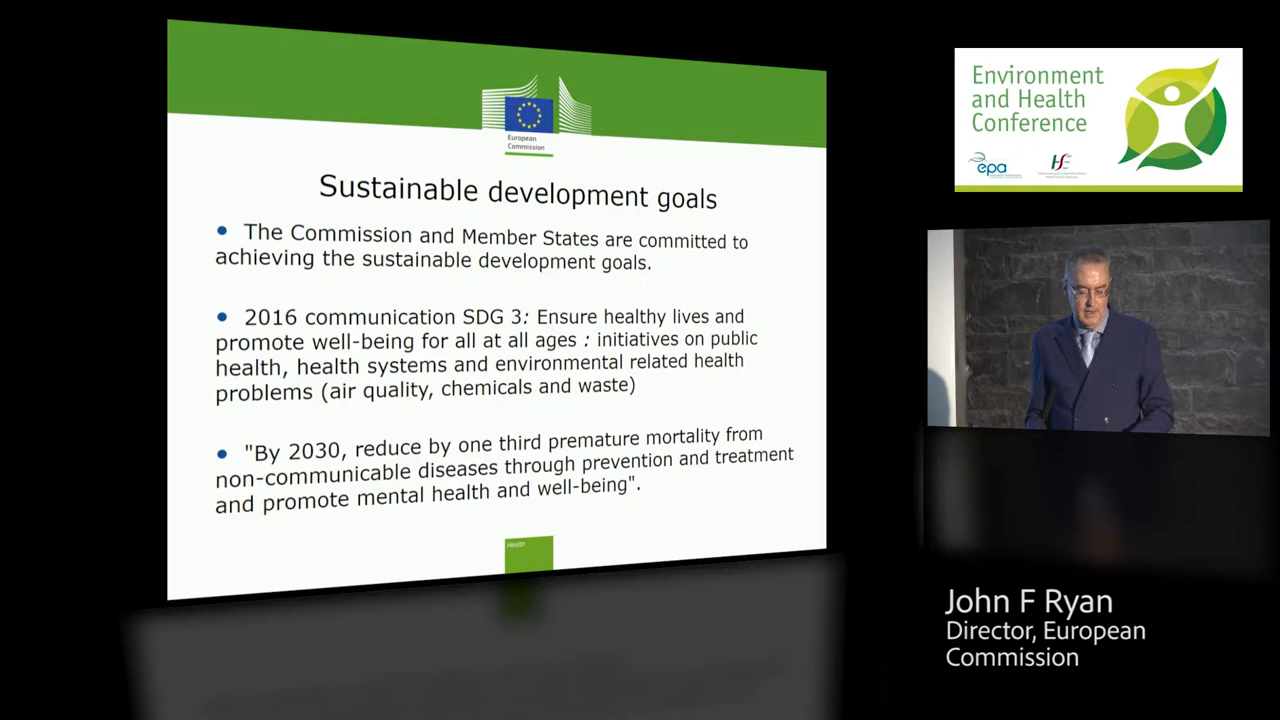 European
Commission
Sustainable development goals
• The Commission and Member States are committed to
achieving the sustainable development goals.
• 2016 communication SDG 3: Ensure healthy lives and
promote well-being for all at all ages : initiatives on public
health, health systems and environmental related health
problems (air quality, chemicals and waste)
• "By 2030, reduce by one third premature mortality from
non-communicable diseases through prevention and treatment
and promote mental health and well-being".
Health
Environment
and Health
Conference
epa
John F Ryan
Director, European
Commission